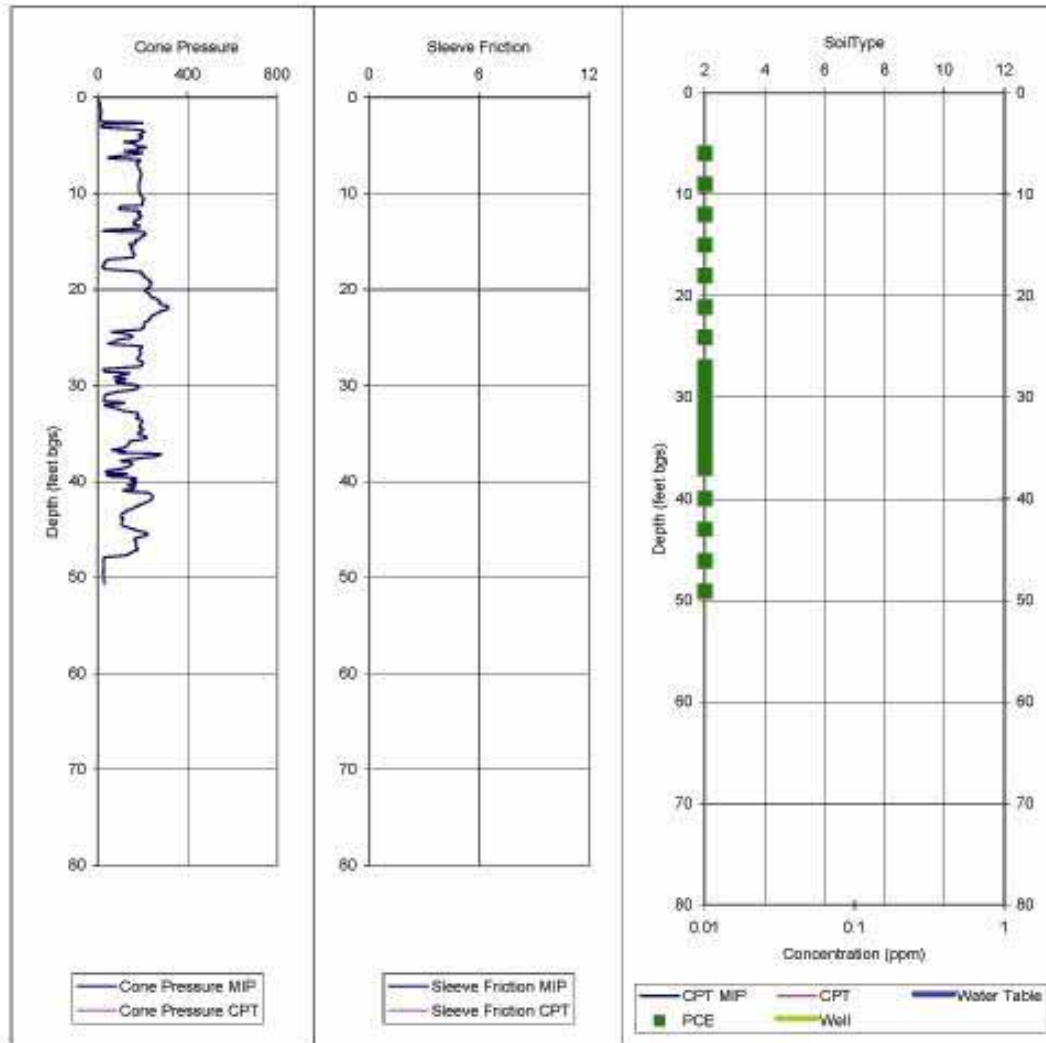 Cone Pressure
0 400 800
0
10
20
30
40
50
60
70
80
Depth (feet bgs)
Cone Pressure MIP
Cone Pressure CPT
Sleeve Friction
0 6 12
0
10
20
30
40
50
60
70
80
Sleeve Friction MIP
Sleeve Friction CPT
SoilType
2 4 6 8 10 12
0 0
10 10
20 20
30 30
40 40
50 50
60 60
70 70
80 80
Depth (feet bgs)
0.01 0.1 1
Concentration (ppm)
CPT MIP CPT Water Table
PCE Well